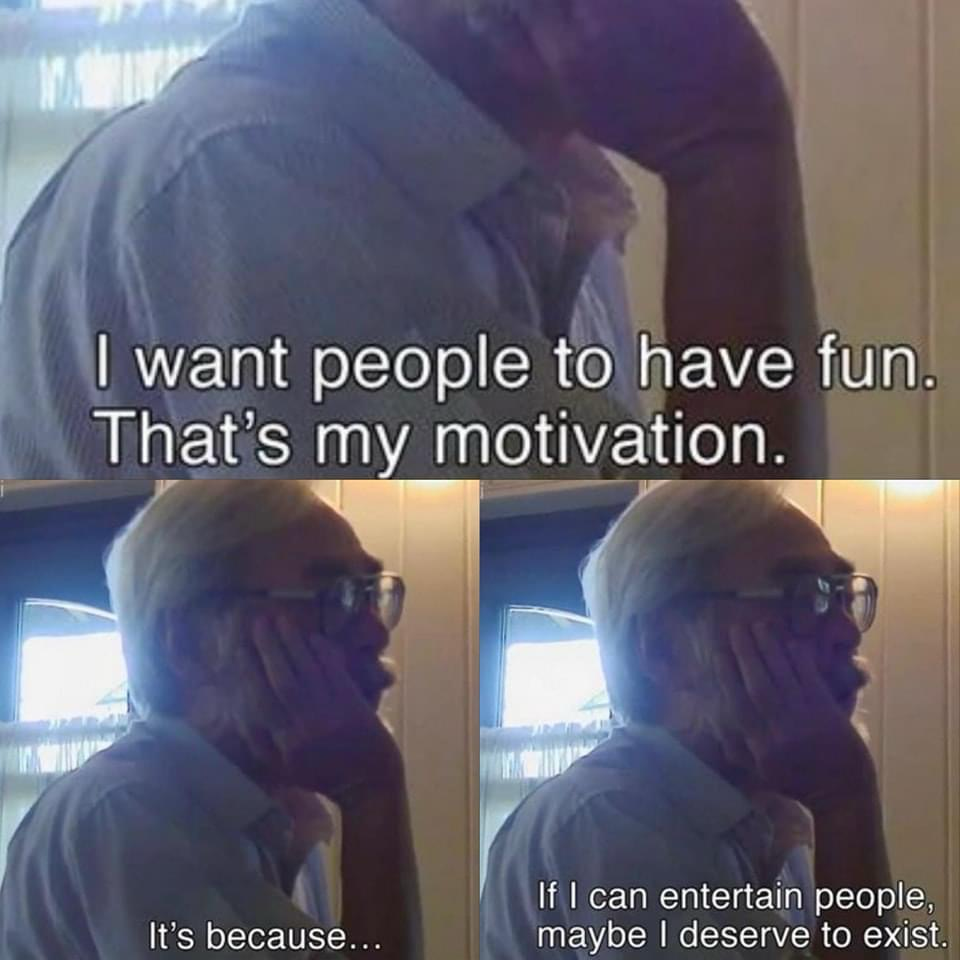 I want people to have fun.
That's my motivation.
It's because...
If I can entertain people,
maybe I deserve to exist.